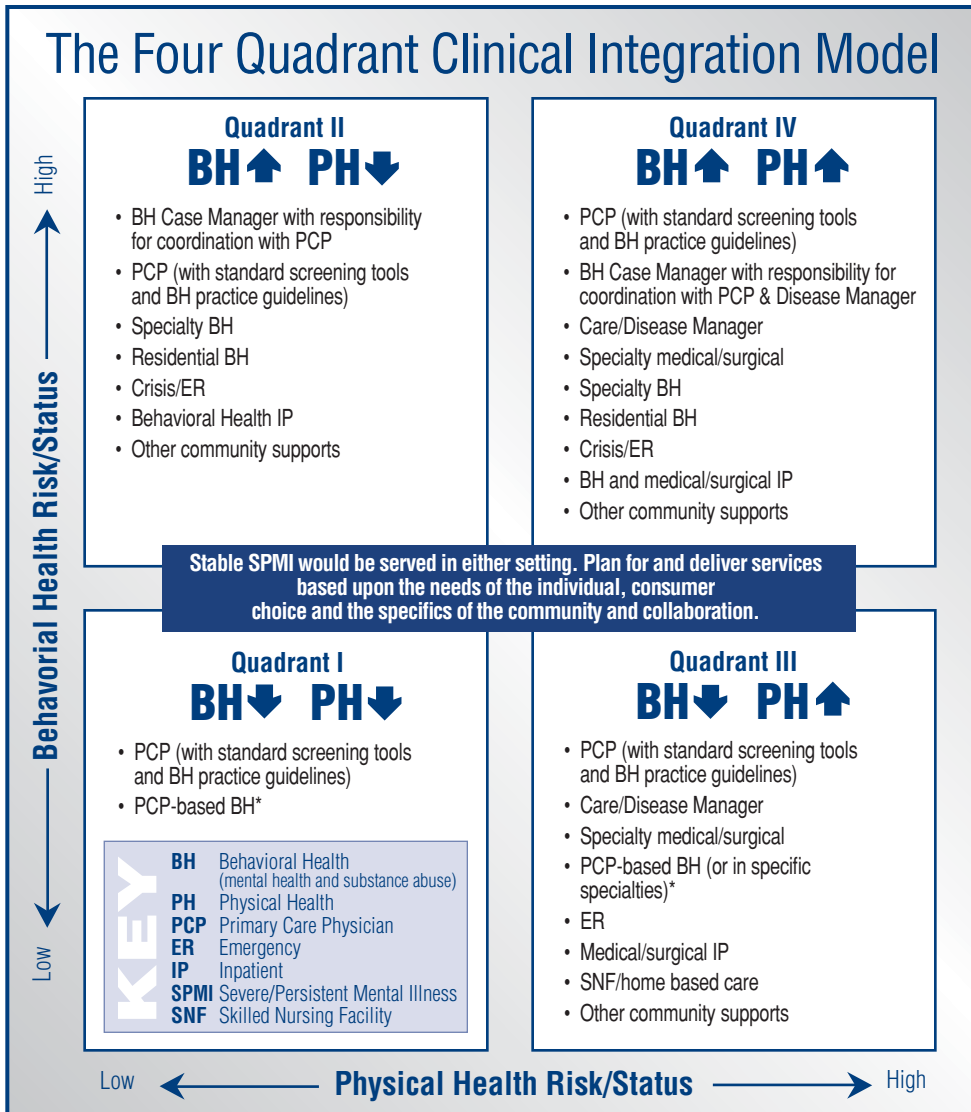 The Four Quadrant Clinical Integration Model
Quadrant II
BH PH
• BH Case Manager with responsibility
for coordination with PCP
• PCP (with standard screening tools
and BH practice guidelines)
• Specialty BH
• Residential BH
• Crisis/ER
• Behavioral Health IP
• Other community supports
Quadrant IV
BH PH
• PCP (with standard screening tools
and BH practice guidelines)
• BH Case Manager with responsibility for
coordination with PCP & Disease Manager
• Care/Disease Manager
• Specialty medical/surgical
• Specialty BH
• Residential BH
• Crisis/ER
• BH and medical/surgical IP
• Other community supports
Stable SPMI would be served in either setting. Plan for and deliver services
based upon the needs of the individual, consumer
choice and the specifics of the community and collaboration.
Quadrant I
BH PH
• PCP (with standard screening tools
and BH practice guidelines)
• PCP-based BH*
KEY
BH Behavioral Health
(mental health and substance abuse)
PH Physical Health
PCP Primary Care Physician
ER Emergency
IP Inpatient
SPMI Severe/Persistent Mental Illness
SNF Skilled Nursing Facility
Quadrant III
BH PH
• PCP (with standard screening tools
and BH practice guidelines)
• Care/Disease Manager
• Specialty medical/surgical
• PCP-based BH (or in specific
specialties)*
• ER
• Medical/surgical IP
• SNF/home based care
• Other community supports
High
Behavorial Health Risk/Status
Low
Low
Physical Health Risk/Status
High